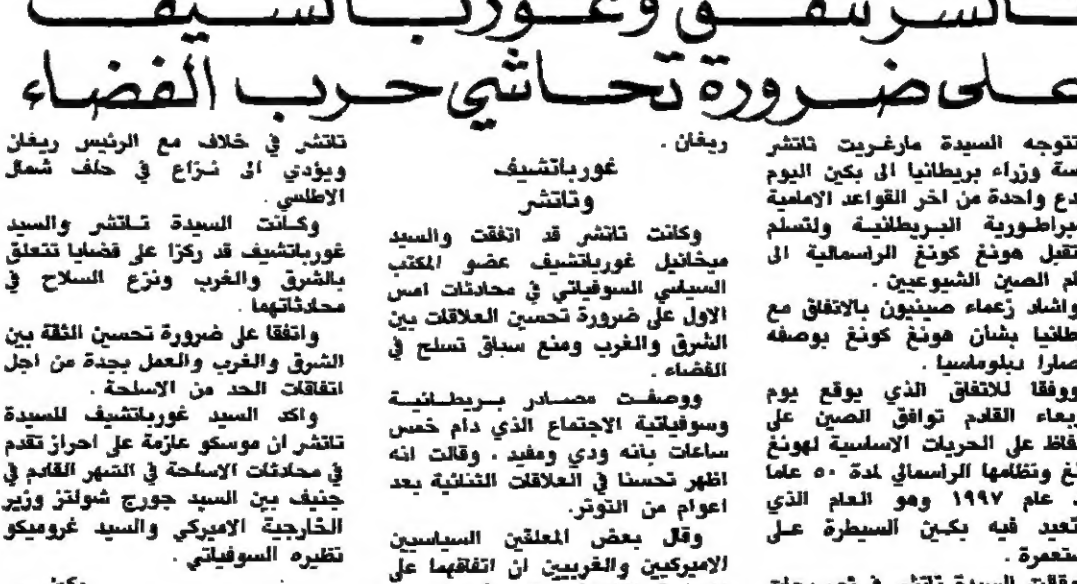 على ضرورة تحاشي حرب الفضاء
تتوجه السيدة مارغريت تاتشر
وزراء بريطانيا الى بكين اليوم
واحدة من اخر القواعد الامامية
البريطانية ولتسلم
هونغ كونغ الراسمالية الى
الصين الشيوعيين .
واشاد زعماء صينيون بالاتفاق مع
بشأن هونغ كونغ بوصفه
دبلوماسيا .
ووفقا للاتفاق الذي يوقع يوم
القادم توافق الصين على
على الحريات الاساسية لهونغ
ونظامها الراسمالي لمدة ٥٠ عاما
عام ١٩٩٧ وهو العام الذي
فيه بكين السيطرة على
ريغان .
غورباتشيف
وتاتشر
وكانت تاتشر قد اتفقت والسيد
ميخائيل غورباتشيف عضو المكتب
السياسي السوفياتي في محادثات امس
الاول على ضرورة تحسين العلاقات بين
الشرق والغرب ومنع سباق تسلح في
الفضاء .
ووصفت مصادر بريطانية
وسوفياتية الاجتماع الذي دام خمس
ساعات بأنه ودي ومفيد . وقالت انه
اظهر تحسنا في العلاقات الثنائية بعد
اعوام من التوتر.
وقال بعض المعلقين السياسيين
الاميركيين والغربيين ان اتفاقهما على
تاتشر في خلاف مع الرئيس ريغان
ويؤدي الى نزاع في حلف شمال
الاطلسي .
وكانت السيدة تاتشر والسيد
غورباتشيف قد ركزا على قضايا تتعلق
بالشرق والغرب ونزع السلاح في
محادثاتهما .
واتفقا على ضرورة تحسين الثقة بين
الشرق والغرب والعمل بجدة من اجل
اتفاقات الحد من الاسلحة .
واكد السيد غورباتشيف للسيدة
تاتشر ان موسكو عازمة على احراز تقدم
في محادثات الاسلحة في الشهر القادم في
جنيف بين السيد جورج شولتز وزير
الخارجية الاميركي والسيد غروميكو
نظيره السوفياتي .